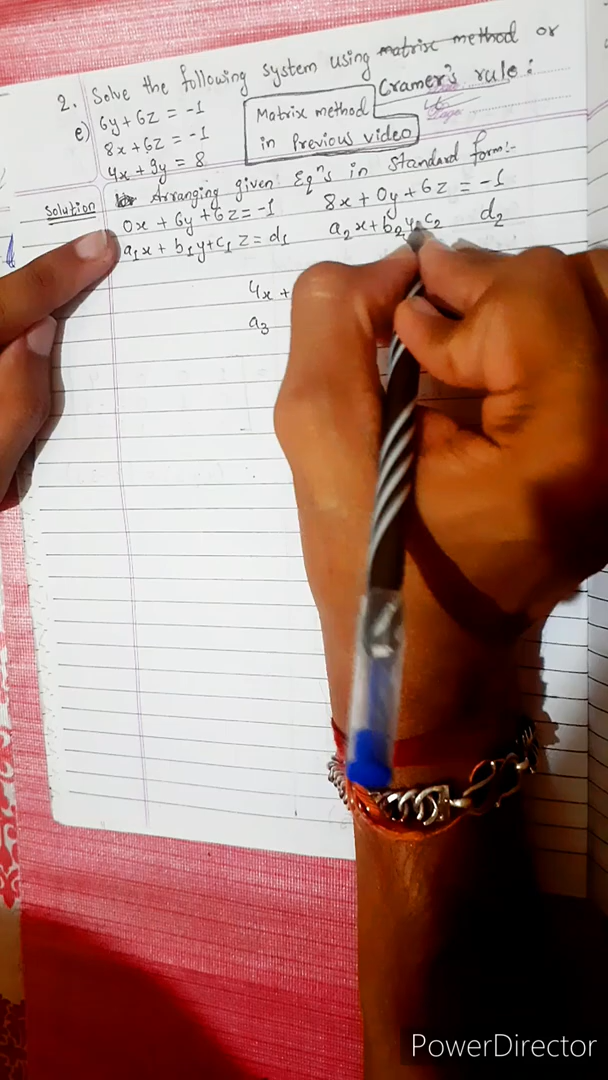 2. Solve the following system using matrix method or
Cramer's rule:
e) 6y + 6z = -1
8x + 6z = -1
4x + 9y = 8
Matrix method
in Previous video
Solution Arranging given Eqns in standard form:-
0x + 6y + 6z = -1 8x + 0y + 6z = -1
a₁x + b₁y + c₁z = d₁ a₂x + b₂y c₂ d₂
4x +
a₃
PowerDirector